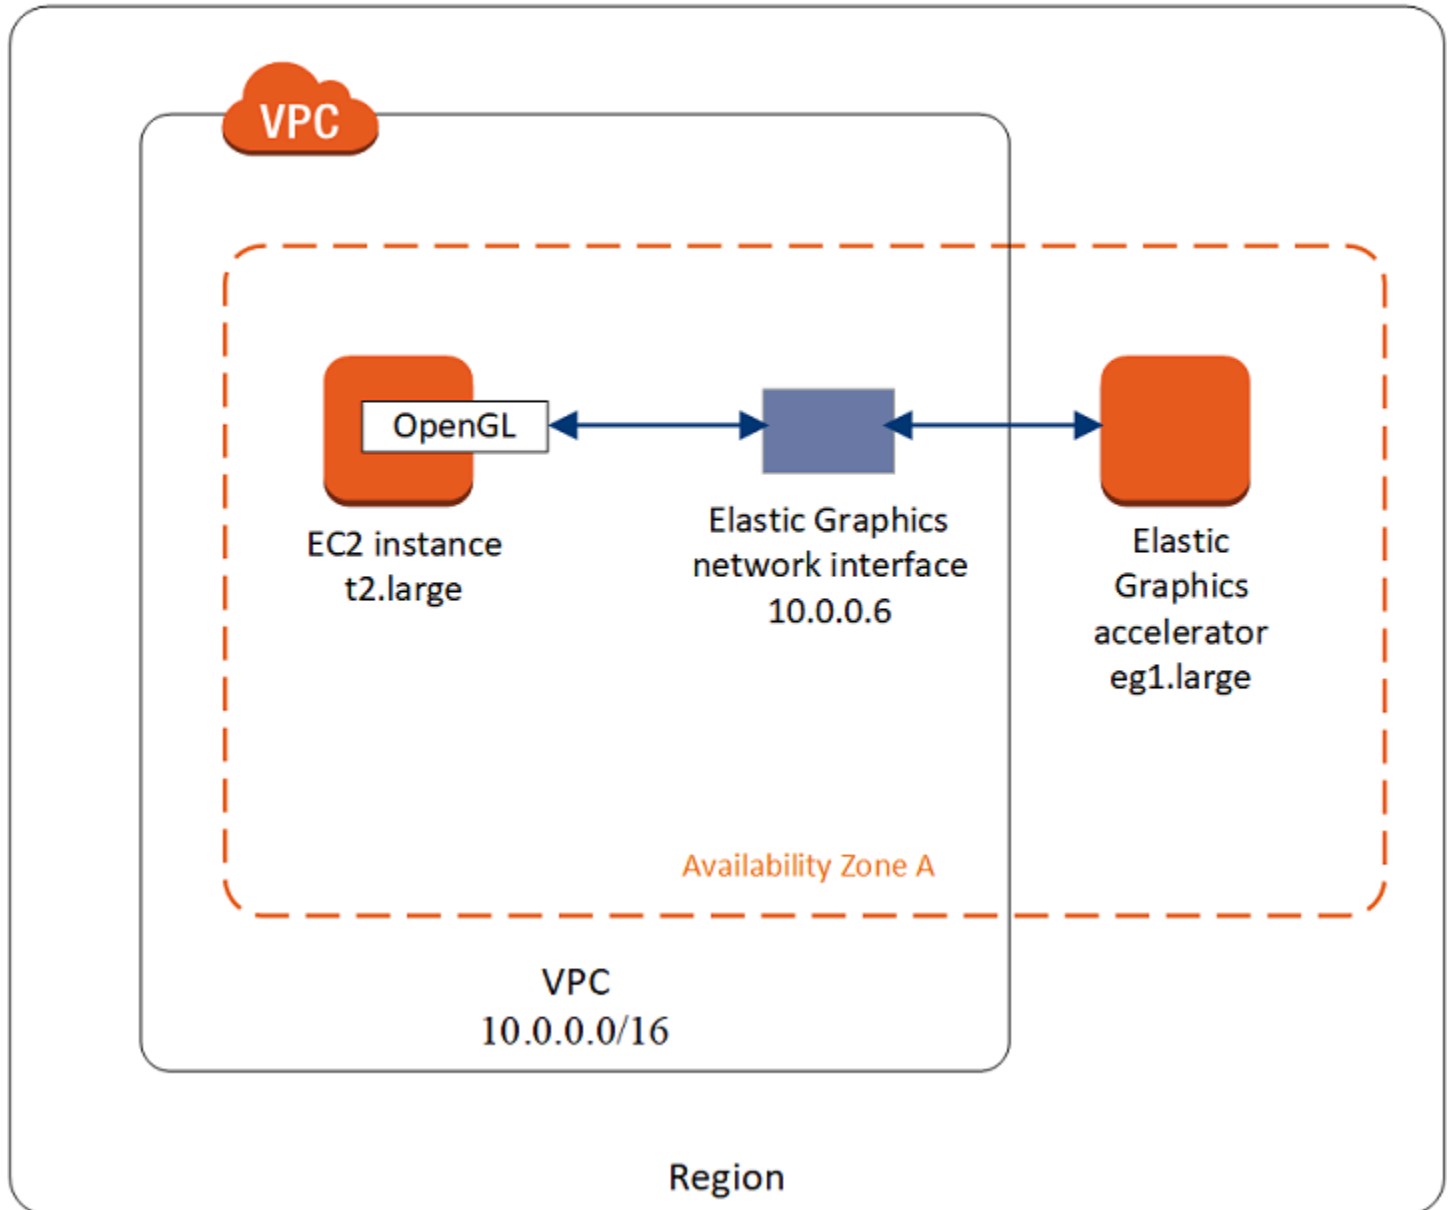 VPC
OpenGL
EC2 instance
t2.large
Elastic Graphics
network interface
10.0.0.6
Elastic
Graphics
accelerator
eg1.large
Availability Zone A
VPC
10.0.0.0/16
Region